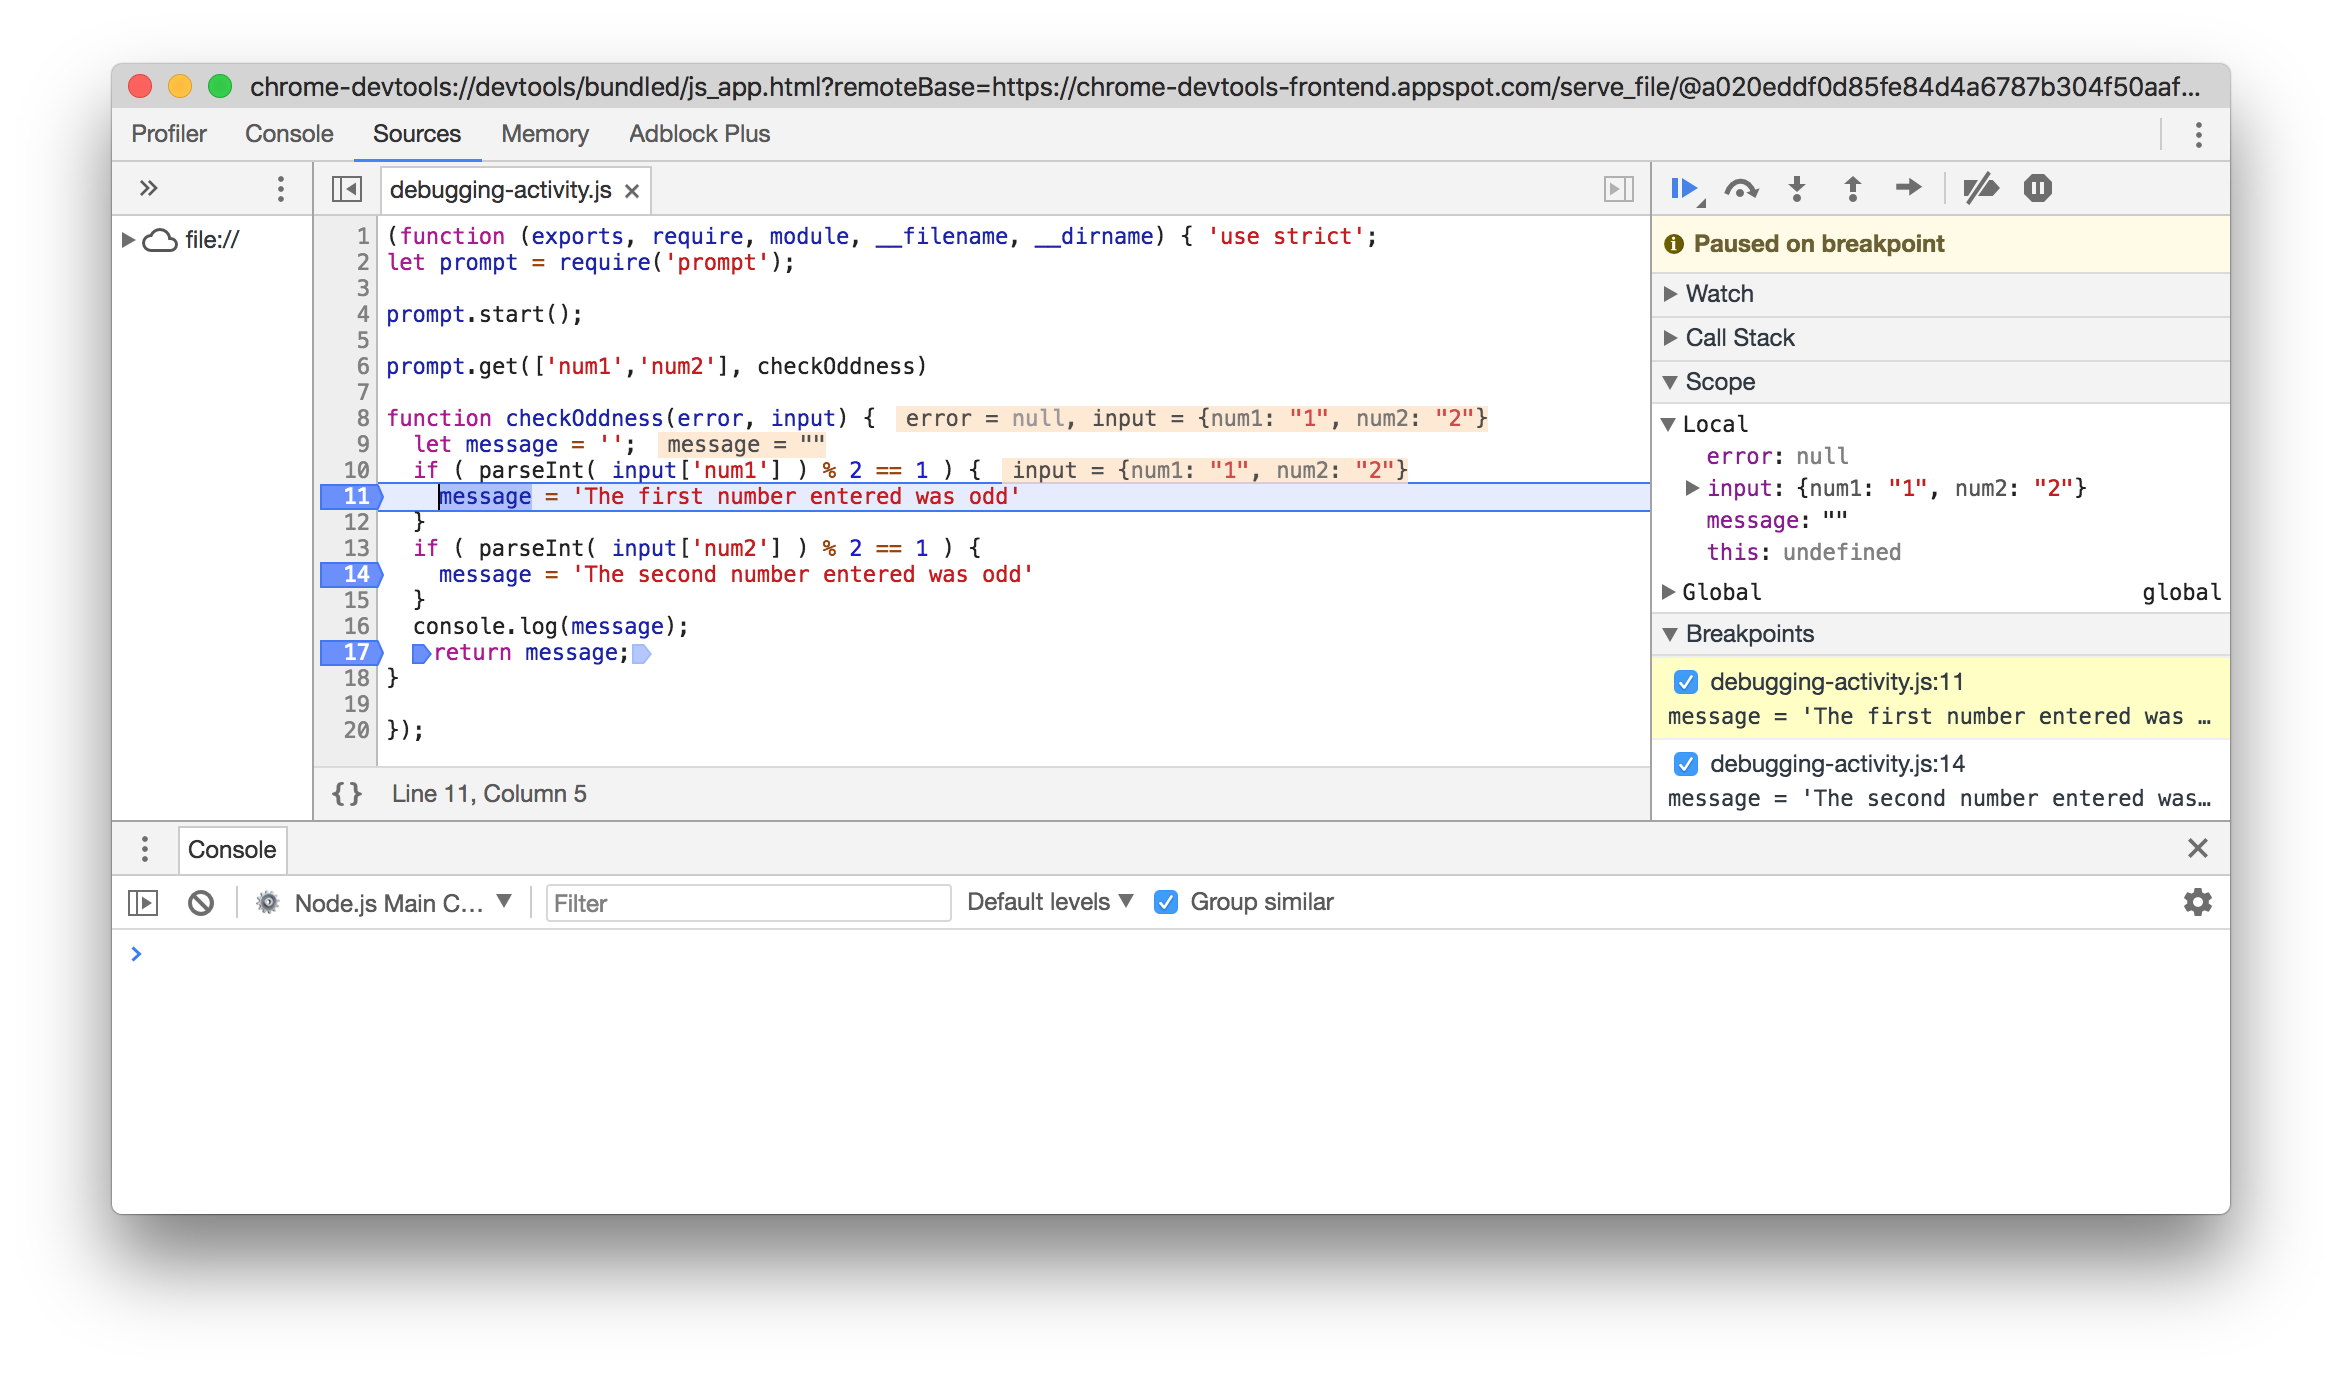 chrome-devtools://devtools/bundled/js_app.html?remoteBase=https://chrome-devtools-frontend.appspot.com/serve_file/@a020eddf0d85fe84d4a6787b304f50aaf...
Profiler Console Sources Memory Adblock Plus
debugging-activity.js
file://
1 (function (exports, require, module, __filename, __dirname) { 'use strict';
2 let prompt = require('prompt');
3
4 prompt.start();
5
6 prompt.get(['num1','num2'], checkOddness)
7
8 function checkOddness(error, input) { error = null, input = {num1: "1", num2: "2"}
9 let message = ''; message = ""
10 if ( parseInt( input['num1'] ) % 2 == 1 ) { input = {num1: "1", num2: "2"}
11 message = 'The first number entered was odd'
12 }
13 if ( parseInt( input['num2'] ) % 2 == 1 ) {
14 message = 'The second number entered was odd'
15 }
16 console.log(message);
17 return message;
18 }
19
20 });
{} Line 11, Column 5
Paused on breakpoint
Watch
Call Stack
Scope
Local
error: null
input: {num1: "1", num2: "2"}
message: ""
this: undefined
Global global
Breakpoints
debugging-activity.js:11
message = 'The first number entered was …
debugging-activity.js:14
message = 'The second number entered was…
Console
Node.js Main C… Filter Default levels Group similar